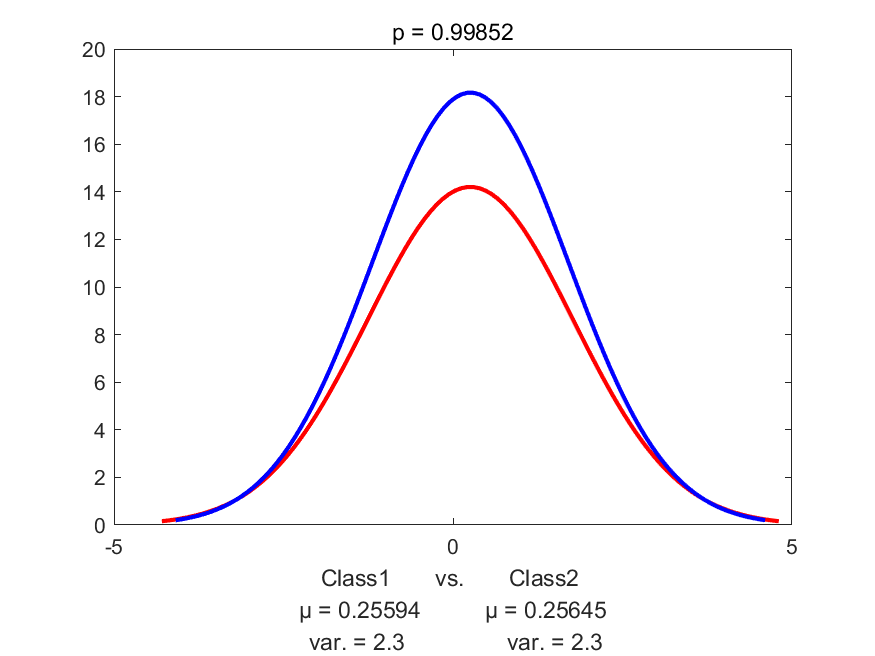 p = 0.99852
20
18
16
14
12
10
8
6
4
2
0
-5 0 5
Class1 vs. Class2
μ = 0.25594 μ = 0.25645
var. = 2.3 var. = 2.3